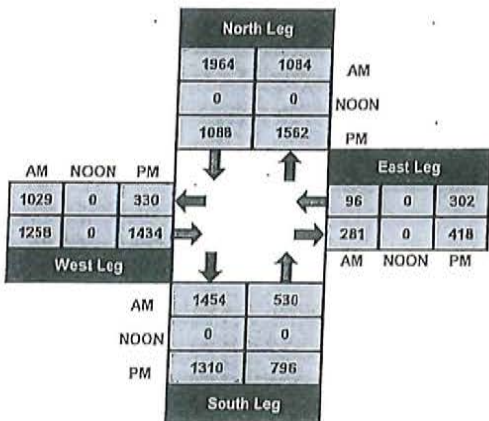 North Leg
1964 1084 AM
0 0 NOON
1088 1562 PM
AM NOON PM
1029 0 330
1258 0 1434
West Leg
East Leg
96 0 302
281 0 418
AM NOON PM
AM 1454 530
NOON 0 0
PM 1310 796
South Leg